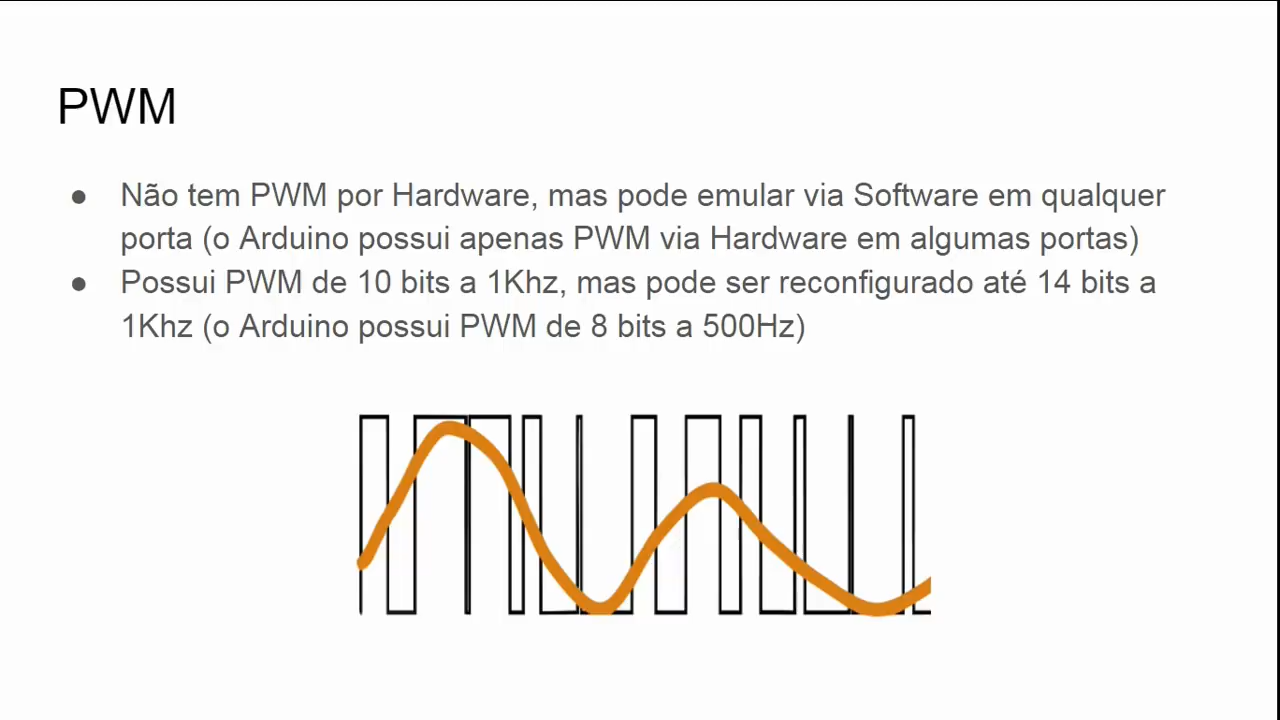 PWM
● Não tem PWM por Hardware, mas pode emular via Software em qualquer
porta (o Arduino possui apenas PWM via Hardware em algumas portas)
● Possui PWM de 10 bits a 1Khz, mas pode ser reconfigurado até 14 bits a
1Khz (o Arduino possui PWM de 8 bits a 500Hz)